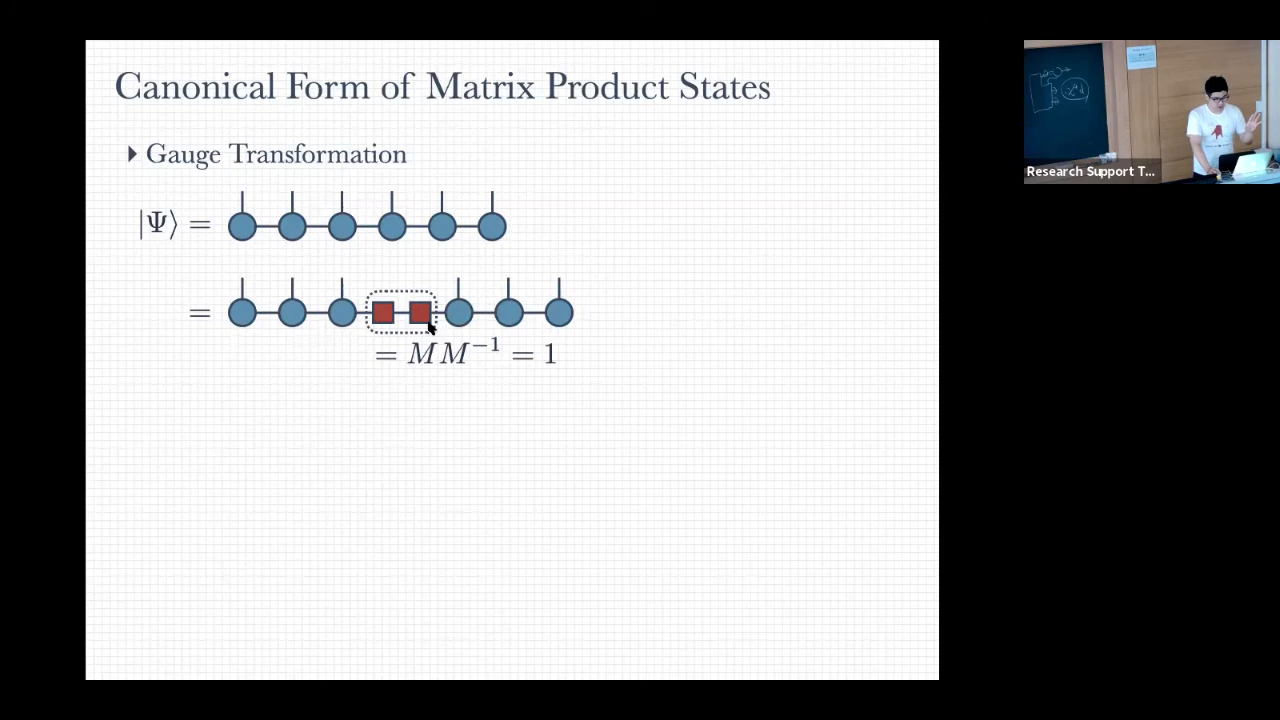 Canonical Form of Matrix Product States
Gauge Transformation
|Ψ⟩ =
=
= MM⁻¹ = 1
Research Support T...